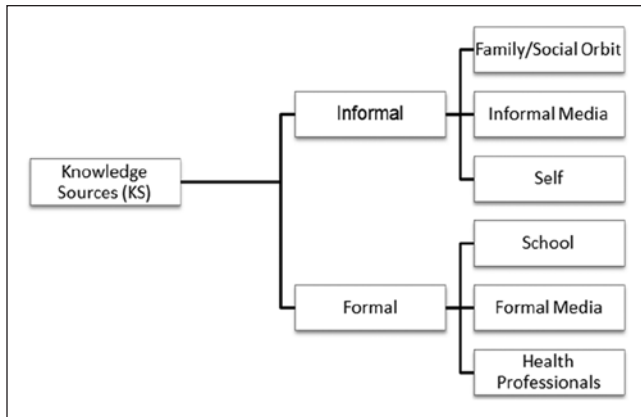 Family/Social Orbit
Informal
Informal Media
Knowledge
Sources (KS)
Self
School
Formal
Formal Media
Health
Professionals